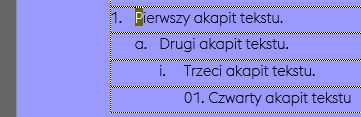 1. Pierwszy akapit tekstu.
a. Drugi akapit tekstu.
i. Trzeci akapit tekstu.
01. Czwarty akapit tekstu